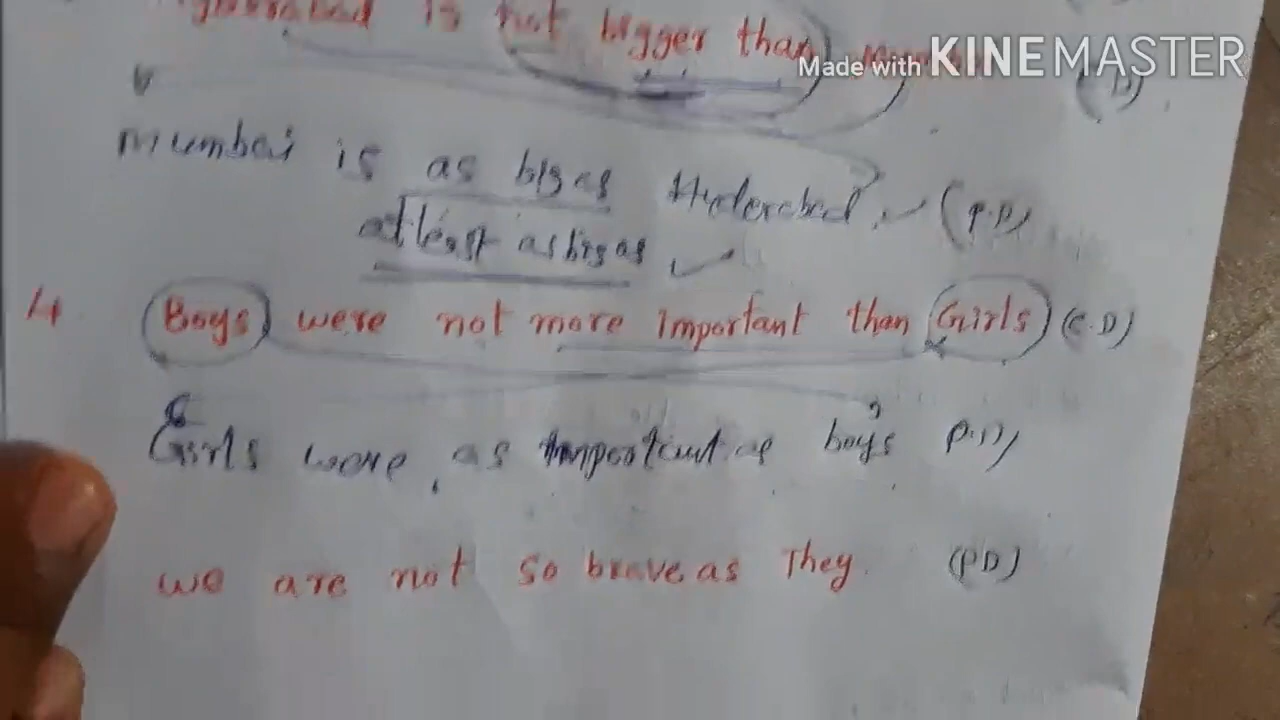 is not bigger than
Made with KINEMASTER
(D)
Mumbai is as big as Hyderabad. (P.D)
atleast as big as
4 Boys were not more important than Girls (C.D)
Girls were, as important as boys P.D)
we are not so brave as They. (PD)